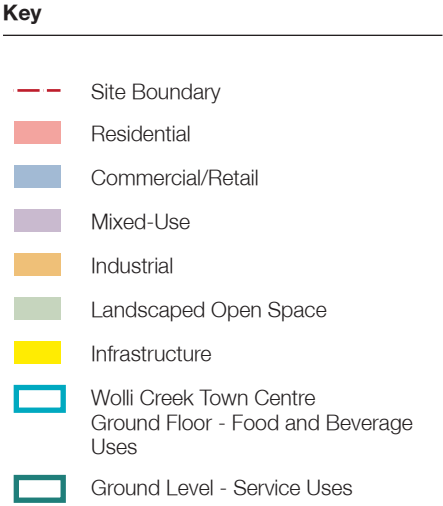 Key
Site Boundary
Residential
Commercial/Retail
Mixed-Use
Industrial
Landscaped Open Space
Infrastructure
Wolli Creek Town Centre
Ground Floor - Food and Beverage
Uses
Ground Level - Service Uses